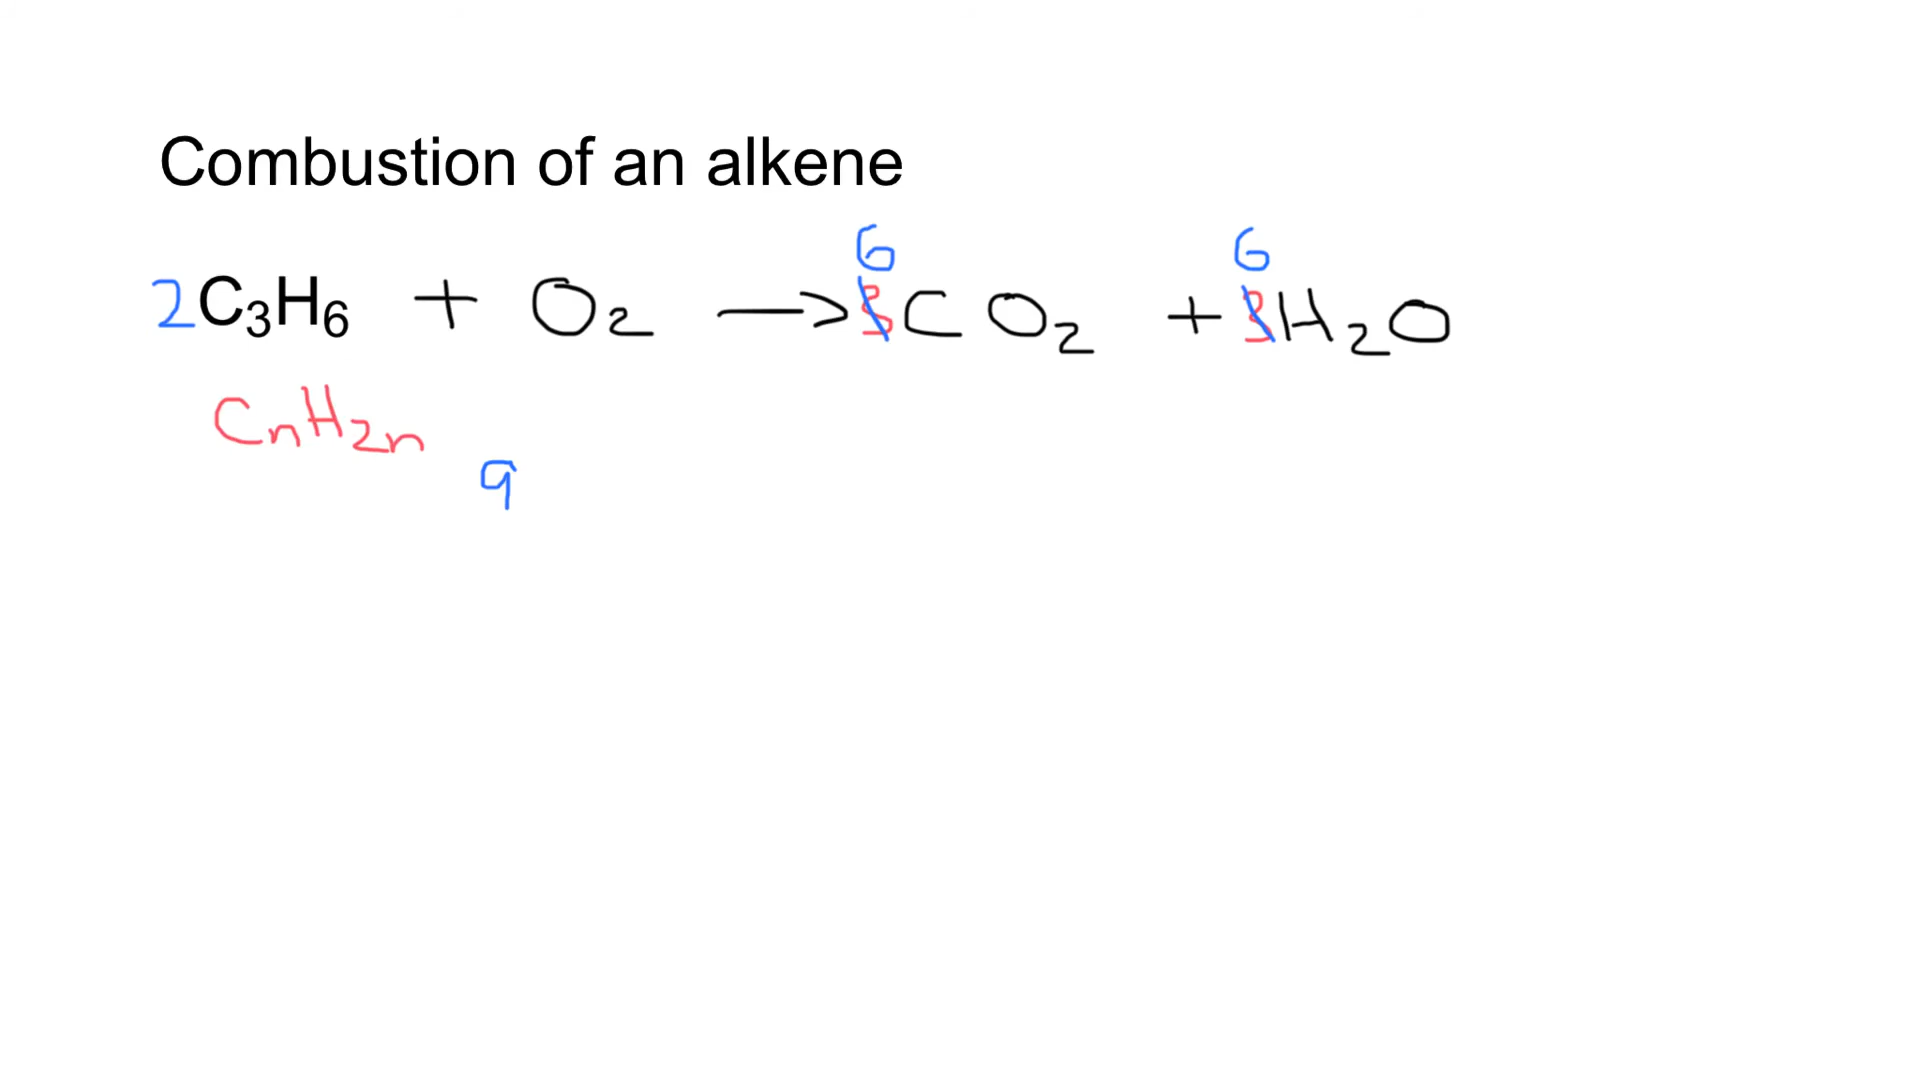 Combustion of an alkene
6 6
2C₃H₆ + O₂ → 3CO₂ + 3H₂O
CnH2n
9